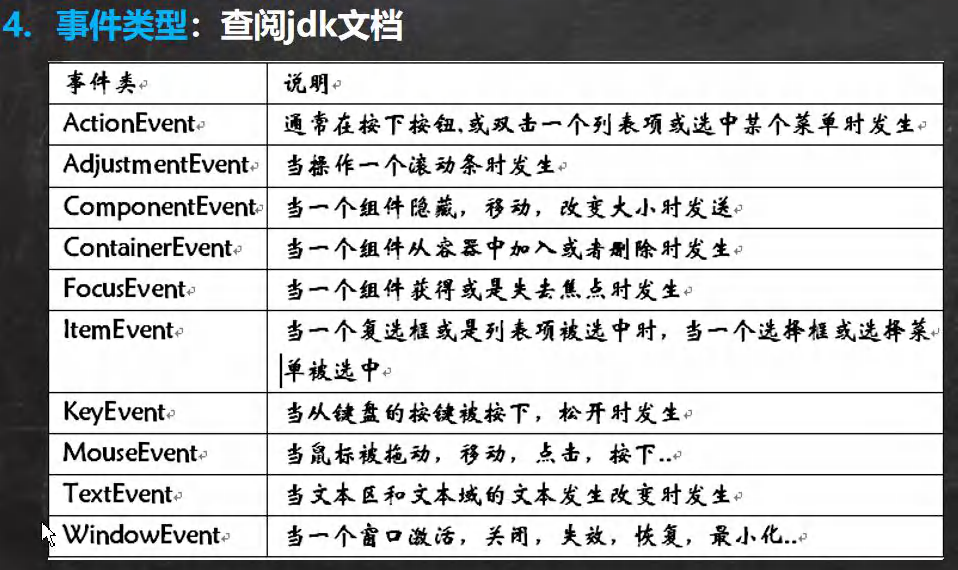 4. 事件类型：查阅jdk文档
事件类 说明
ActionEvent 通常在按下按钮,或双击一个列表项或选中某个菜单时发生
AdjustmentEvent 当操作一个滚动条时发生
ComponentEvent 当一个组件隐藏，移动，改变大小时发送
ContainerEvent 当一个组件从容器中加入或者删除时发生
FocusEvent 当一个组件获得或是失去焦点时发生
ItemEvent 当一个复选框或是列表项被选中时，当一个选择框或选择菜
单被选中
KeyEvent 当从键盘的按键被按下，松开时发生
MouseEvent 当鼠标被拖动，移动，点击，按下..
TextEvent 当文本区和文本域的文本发生改变时发生
WindowEvent 当一个窗口激活，关闭，失效，恢复，最小化..